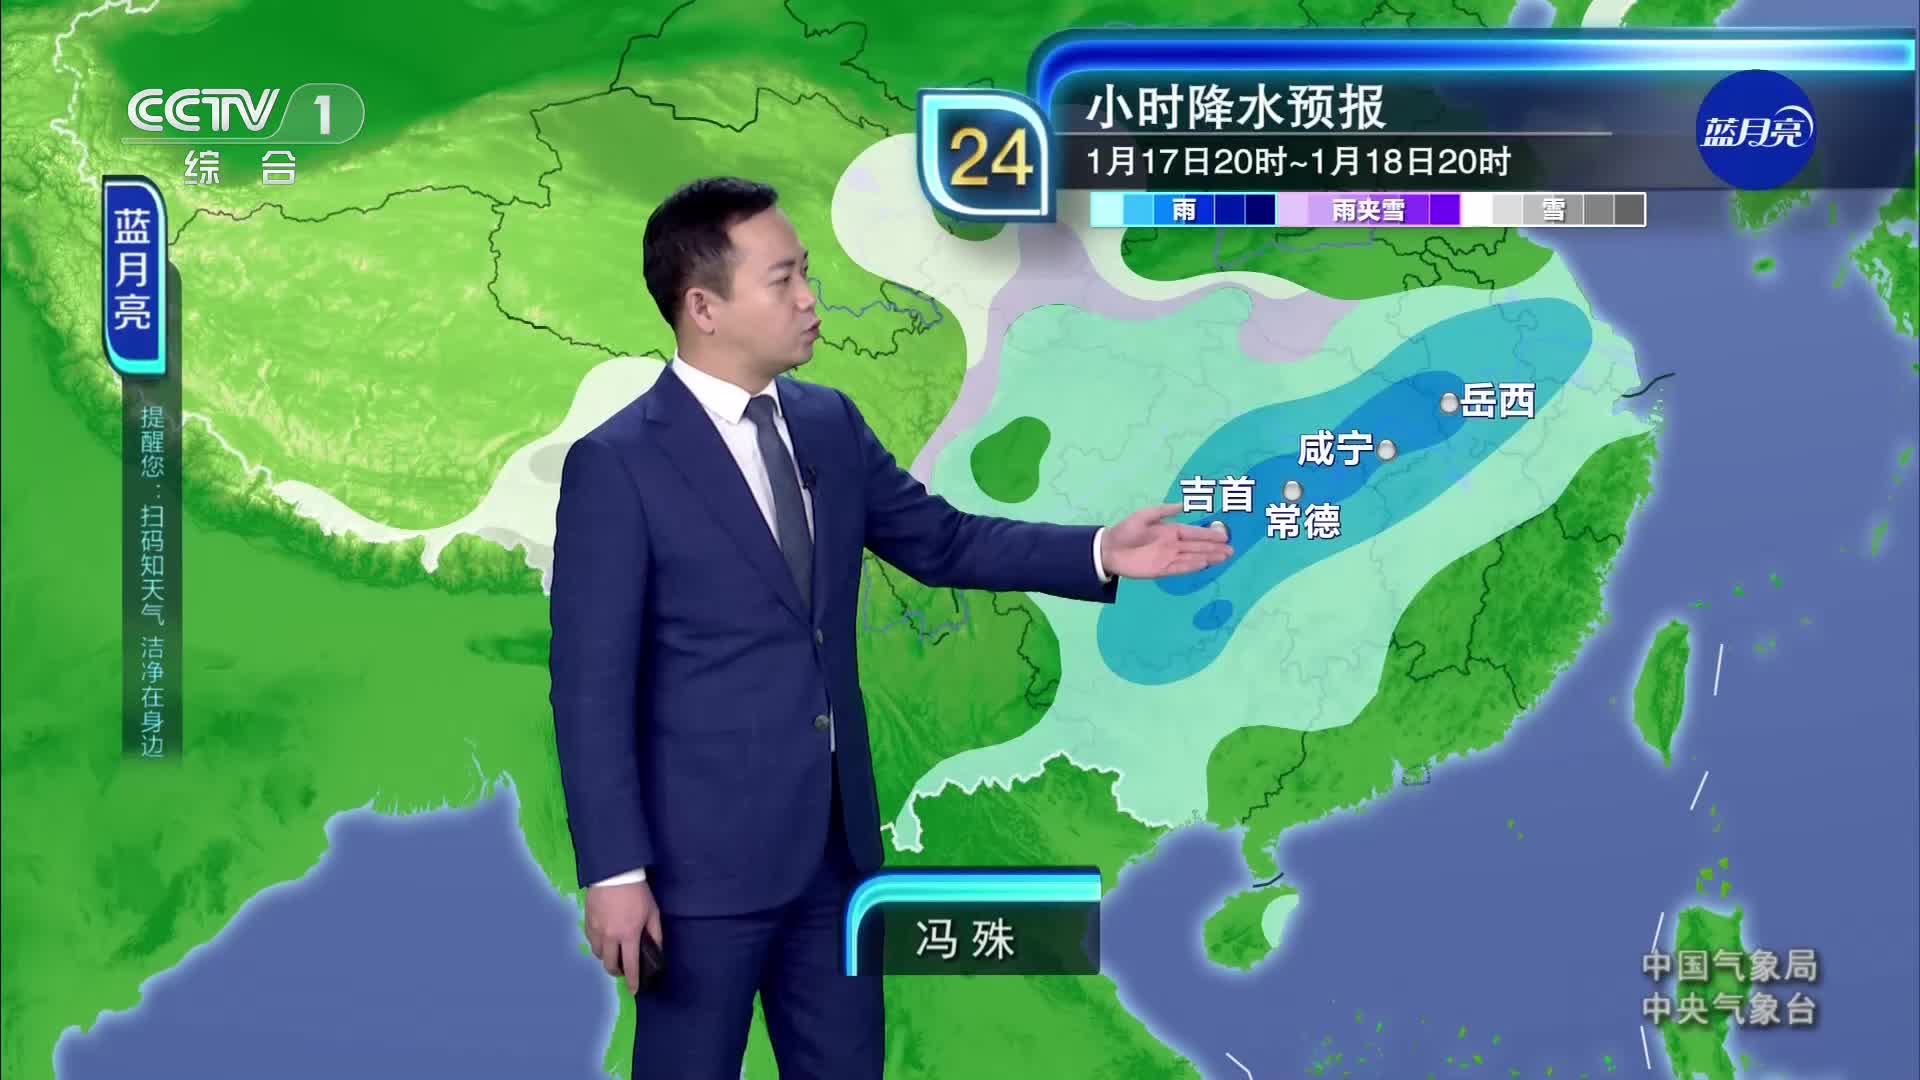 CCTV 1
综 合
蓝月亮
提醒您：扫码知天气 洁净在身边
24
小时降水预报
1月17日20时~1月18日20时
雨 雨夹雪 雪
蓝月亮
岳西
咸宁
吉首
常德
冯殊
中国气象局
中央气象台